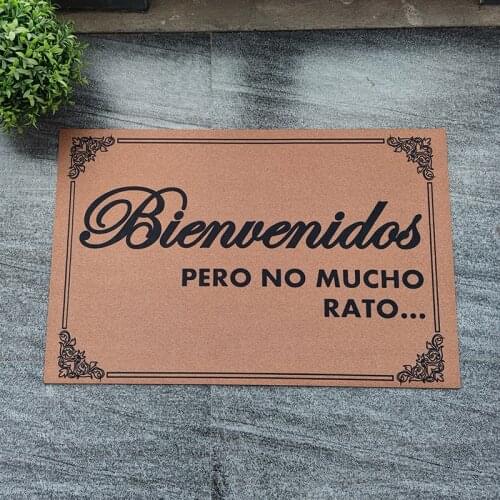 Bienvenidos
PERO NO MUCHO
RATO...